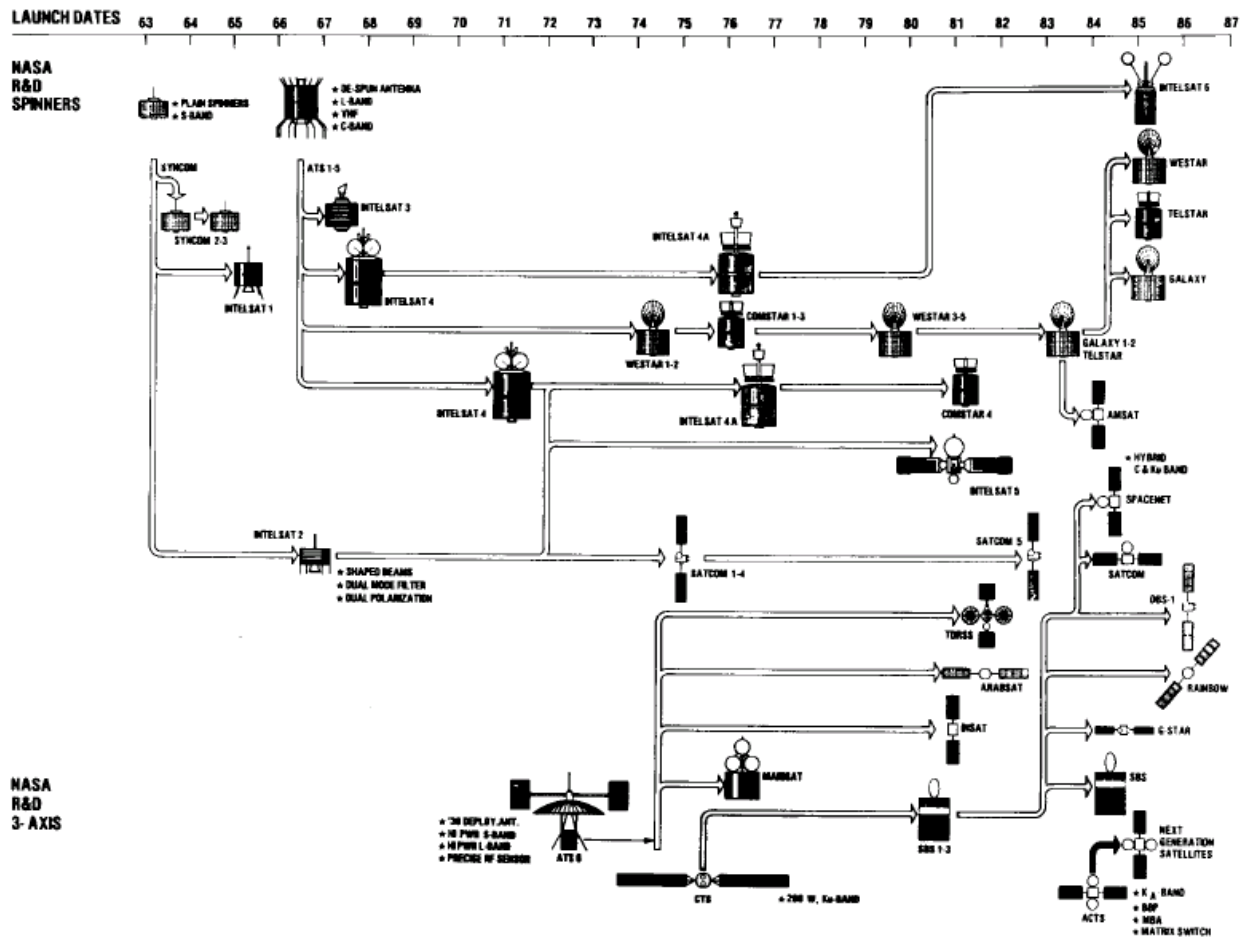 LAUNCH DATES 63 64 65 66 67 68 69 70 71 72 73 74 75 76 77 78 79 80 81 82 83 84 85 86 87
NASA
R&D
SPINNERS
★ PLAIN SPINNERS
★ S-BAND
★ DE-SPUN ANTENNA
★ L-BAND
★ VHF
★ C-BAND
INTELSAT 6
SYNCOM
ATS 1-5
WESTAR
INTELSAT 3
SYNCOM 2-3
TELSTAR
INTELSAT 4A
INTELSAT 4
INTELSAT 1
GALAXY
COMSTAR 1-3
WESTAR 3-5
WESTAR 1-2
GALAXY 1-2
TELSTAR
INTELSAT 4
INTELSAT 4A
COMSTAR 4
AMSAT
★ HYBRID
C & Ku BAND
INTELSAT 5
SPACENET
INTELSAT 2
SATCOM 5
★ SHAPED BEAMS
★ DUAL MODE FILTER
★ DUAL POLARIZATION
SATCOM 1-4
SATCOM
DBS-1
TDRSS
ARABSAT
RAINBOW
INSAT
G-STAR
NASA
R&D
3-AXIS
MARISAT
SBS
★ '30 DEPLOY. ANT.
★ HI PWR S-BAND
★ HI PWR L-BAND
★ PRECISE RF SENSOR
ATS 6
SBS 1-3
NEXT
GENERATION
SATELLITES
CTS
★ 200 W, Ku-BAND
ACTS
★ KA BAND
★ BBP
★ MBA
★ MATRIX SWITCH